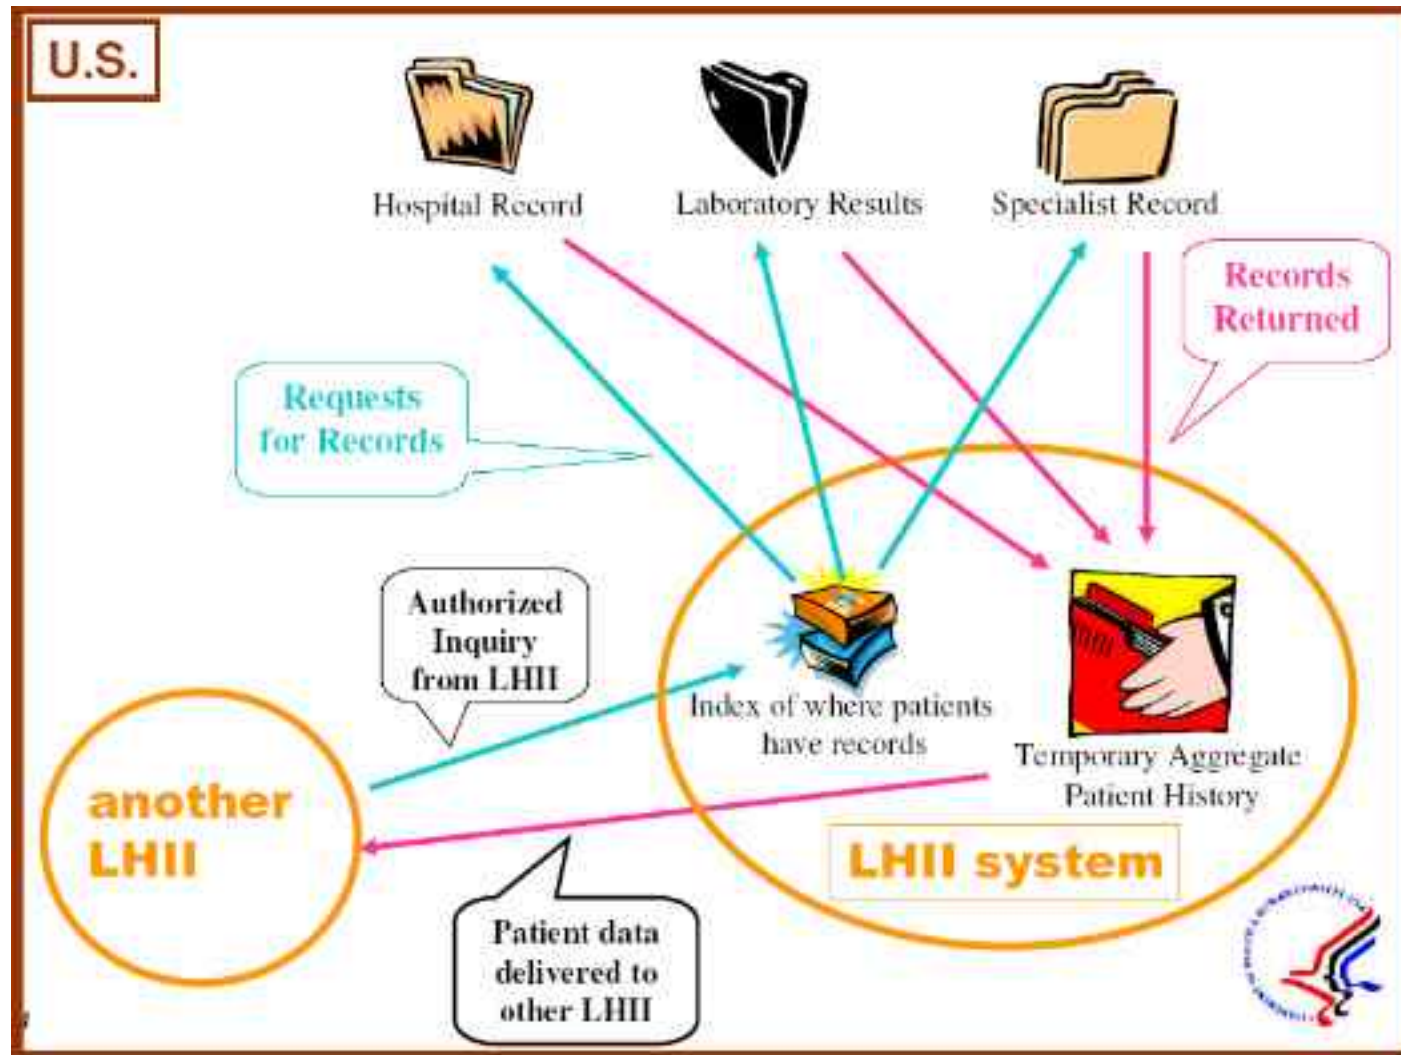 U.S.
Hospital Record
Laboratory Results
Specialist Record
Records
Returned
Requests
for Records
Authorized
Inquiry
from LHII
Index of where patients
have records
Temporary Aggregate
Patient History
another
LHII
LHII system
Patient data
delivered to
other LHII